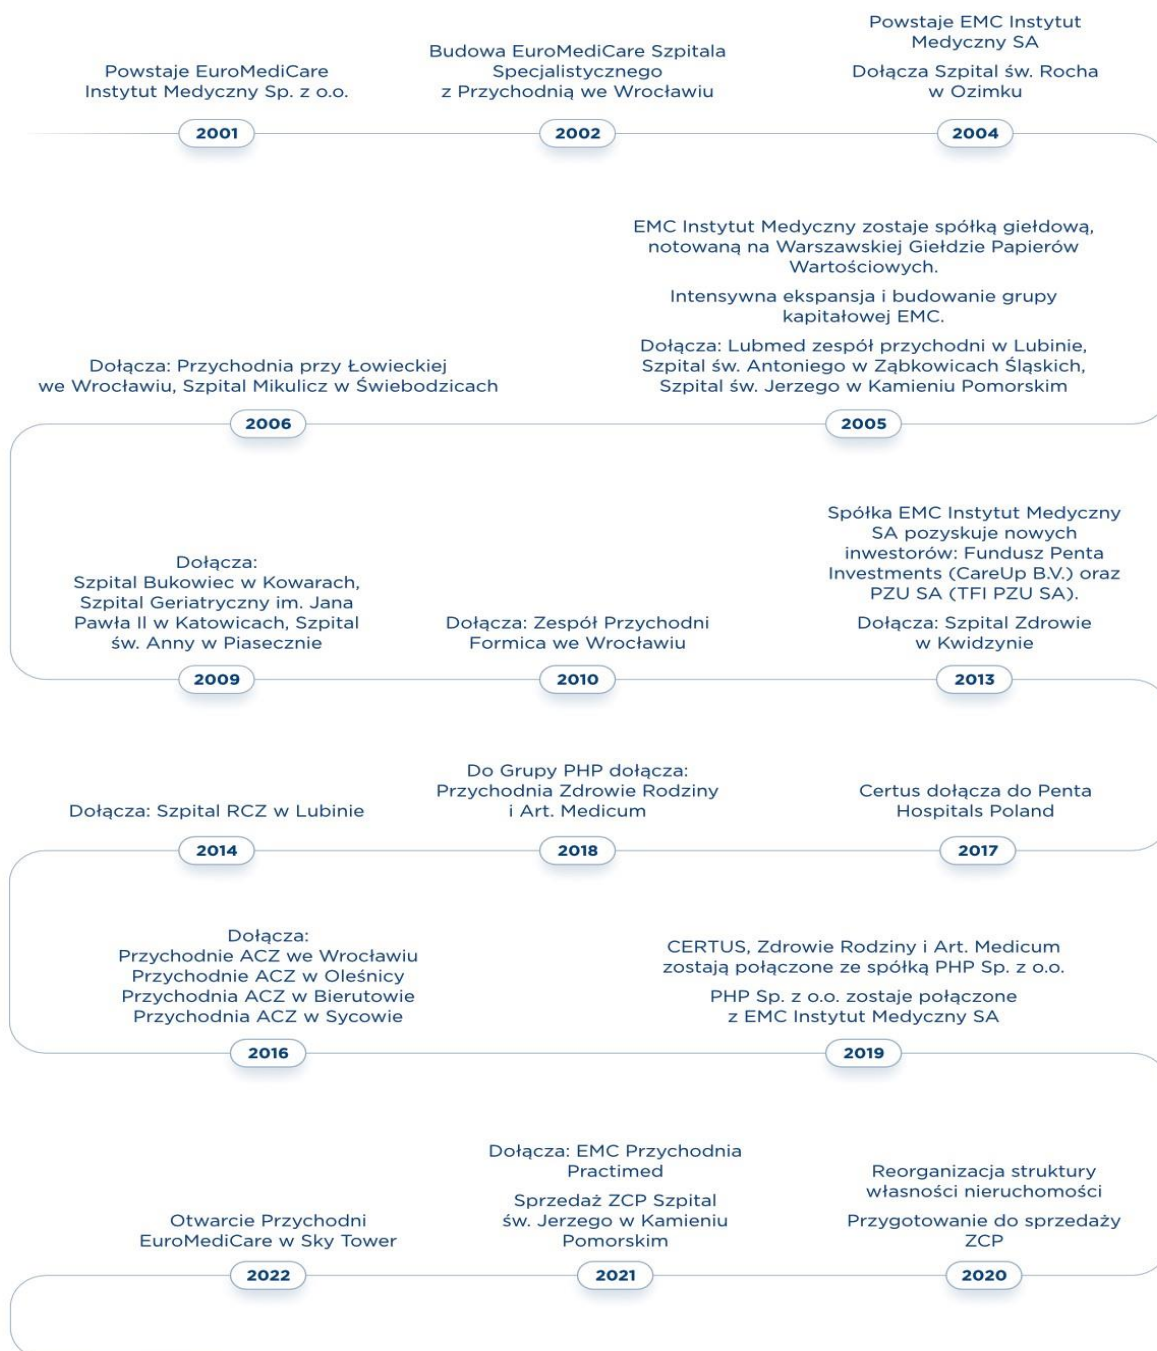 Powstaje EuroMediCare
Instytut Medyczny Sp. z o.o.
2001
Budowa EuroMediCare Szpitala
Specjalistycznego
z Przychodnią we Wrocławiu
2002
Powstaje EMC Instytut
Medyczny SA
Dołącza Szpital św. Rocha
w Ozimku
2004
EMC Instytut Medyczny zostaje spółką giełdową,
notowaną na Warszawskiej Giełdzie Papierów
Wartościowych.
Intensywna ekspansja i budowanie grupy
kapitałowej EMC.
Dołącza: Lubmed zespół przychodni w Lubinie,
Szpital św. Antoniego w Ząbkowicach Śląskich,
Szpital św. Jerzego w Kamieniu Pomorskim
2005
Dołącza: Przychodnia przy Łowieckiej
we Wrocławiu, Szpital Mikulicz w Świebodzicach
2006
Dołącza:
Szpital Bukowiec w Kowarach,
Szpital Geriatryczny im. Jana
Pawła II w Katowicach, Szpital
św. Anny w Piasecznie
2009
Dołącza: Zespół Przychodni
Formica we Wrocławiu
2010
Spółka EMC Instytut Medyczny
SA pozyskuje nowych
inwestorów: Fundusz Penta
Investments (CareUp B.V.) oraz
PZU SA (TFI PZU SA).
Dołącza: Szpital Zdrowie
w Kwidzynie
2013
Dołącza: Szpital RCZ w Lubinie
2014
Do Grupy PHP dołącza:
Przychodnia Zdrowie Rodziny
i Art. Medicum
2018
Certus dołącza do Penta
Hospitals Poland
2017
Dołącza:
Przychodnie ACZ we Wrocławiu
Przychodnie ACZ w Oleśnicy
Przychodnia ACZ w Bierutowie
Przychodnia ACZ w Sycowie
2016
CERTUS, Zdrowie Rodziny i Art. Medicum
zostają połączone ze spółką PHP Sp. z o.o.
PHP Sp. z o.o. zostaje połączone
z EMC Instytut Medyczny SA
2019
Otwarcie Przychodni
EuroMediCare w Sky Tower
2022
Dołącza: EMC Przychodnia
Practimed
Sprzedaż ZCP Szpital
św. Jerzego w Kamieniu
Pomorskim
2021
Reorganizacja struktury
własności nieruchomości
Przygotowanie do sprzedaży
ZCP
2020